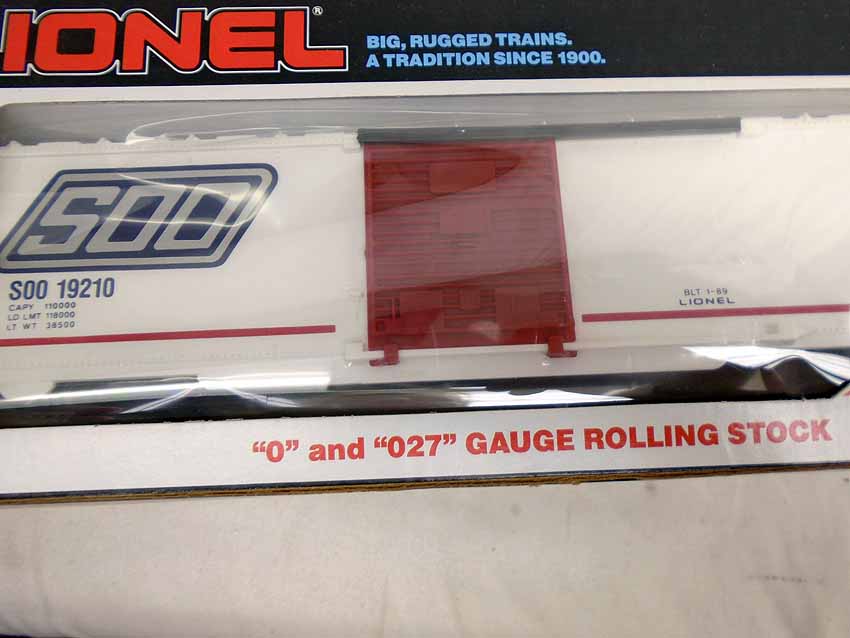 IONEL®
BIG, RUGGED TRAINS.
A TRADITION SINCE 1900.
SOO
SOO 19210
CAPY 110000
LD LMT 118000
LT WT 38500
BLT 1-89
LIONEL
“O” and “027” GAUGE ROLLING STOCK